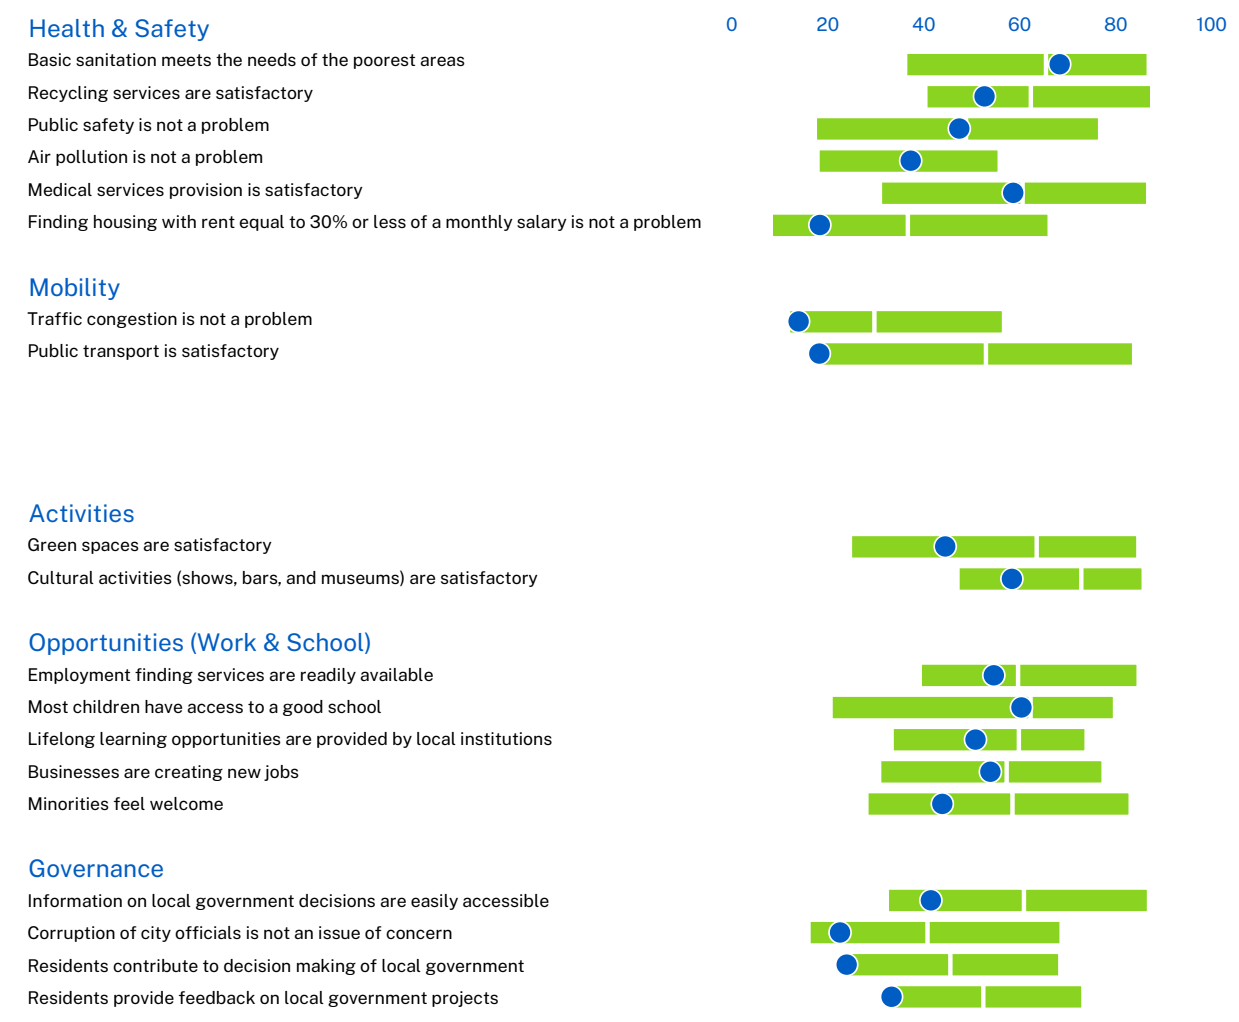 Health & Safety
0 20 40 60 80 100
Basic sanitation meets the needs of the poorest areas
Recycling services are satisfactory
Public safety is not a problem
Air pollution is not a problem
Medical services provision is satisfactory
Finding housing with rent equal to 30% or less of a monthly salary is not a problem
Mobility
Traffic congestion is not a problem
Public transport is satisfactory
Activities
Green spaces are satisfactory
Cultural activities (shows, bars, and museums) are satisfactory
Opportunities (Work & School)
Employment finding services are readily available
Most children have access to a good school
Lifelong learning opportunities are provided by local institutions
Businesses are creating new jobs
Minorities feel welcome
Governance
Information on local government decisions are easily accessible
Corruption of city officials is not an issue of concern
Residents contribute to decision making of local government
Residents provide feedback on local government projects